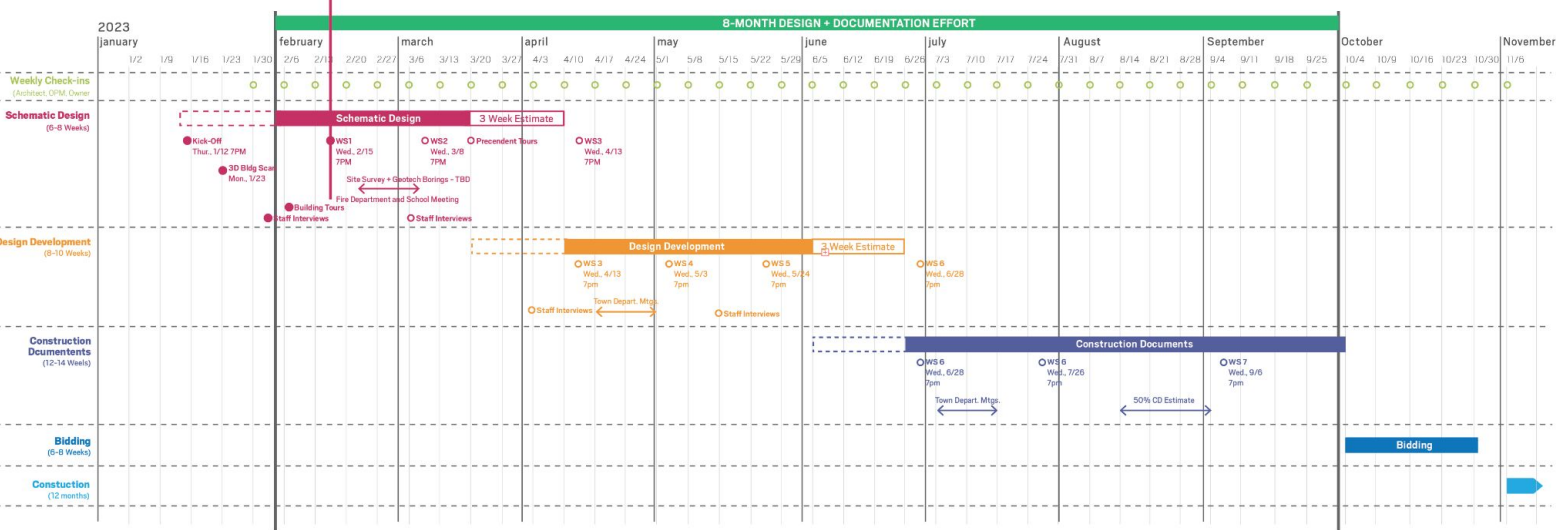 8-MONTH DESIGN + DOCUMENTATION EFFORT
2023
january february march april may june july August September October November
1/2 1/9 1/16 1/23 1/30 2/6 2/13 2/20 2/27 3/6 3/13 3/20 3/27 4/3 4/10 4/17 4/24 5/1 5/8 5/15 5/22 5/29 6/5 6/12 6/19 6/26 7/3 7/10 7/17 7/24 7/31 8/7 8/14 8/21 8/28 9/4 9/11 9/18 9/25 10/4 10/9 10/16 10/23 10/30 11/6
Weekly Check-ins
(Architect, OPM, Owner
Schematic Design
(6-8 Weeks)
Schematic Design
3 Week Estimate
Kick-Off
Thur., 1/12 7PM
WS1
Wed., 2/15
7PM
WS2
Wed., 3/8
7PM
Precendent Tours
WS3
Wed., 4/13
7PM
3D Bldg Scan
Mon., 1/23
Site Survey + Geotech Borings - TBD
Fire Department and School Meeting
Building Tours
Staff Interviews
Staff Interviews
Design Development
(8-10 Weeks)
Design Development
3 Week Estimate
WS 3
Wed., 4/13
7pm
WS 4
Wed., 5/3
7pm
WS 5
Wed., 5/24
7pm
WS 6
Wed., 6/28
7pm
Town Depart. Mtgs.
Staff Interviews
Staff Interviews
Construction
Dcumentents
(12-14 Weels)
Construction Documents
WS 6
Wed., 6/28
7pm
WS 6
Wed., 7/26
7pm
WS 7
Wed., 9/6
7pm
Town Depart. Mtgs.
50% CD Estimate
Bidding
(6-8 Weeks)
Bidding
Constuction
(12 months)